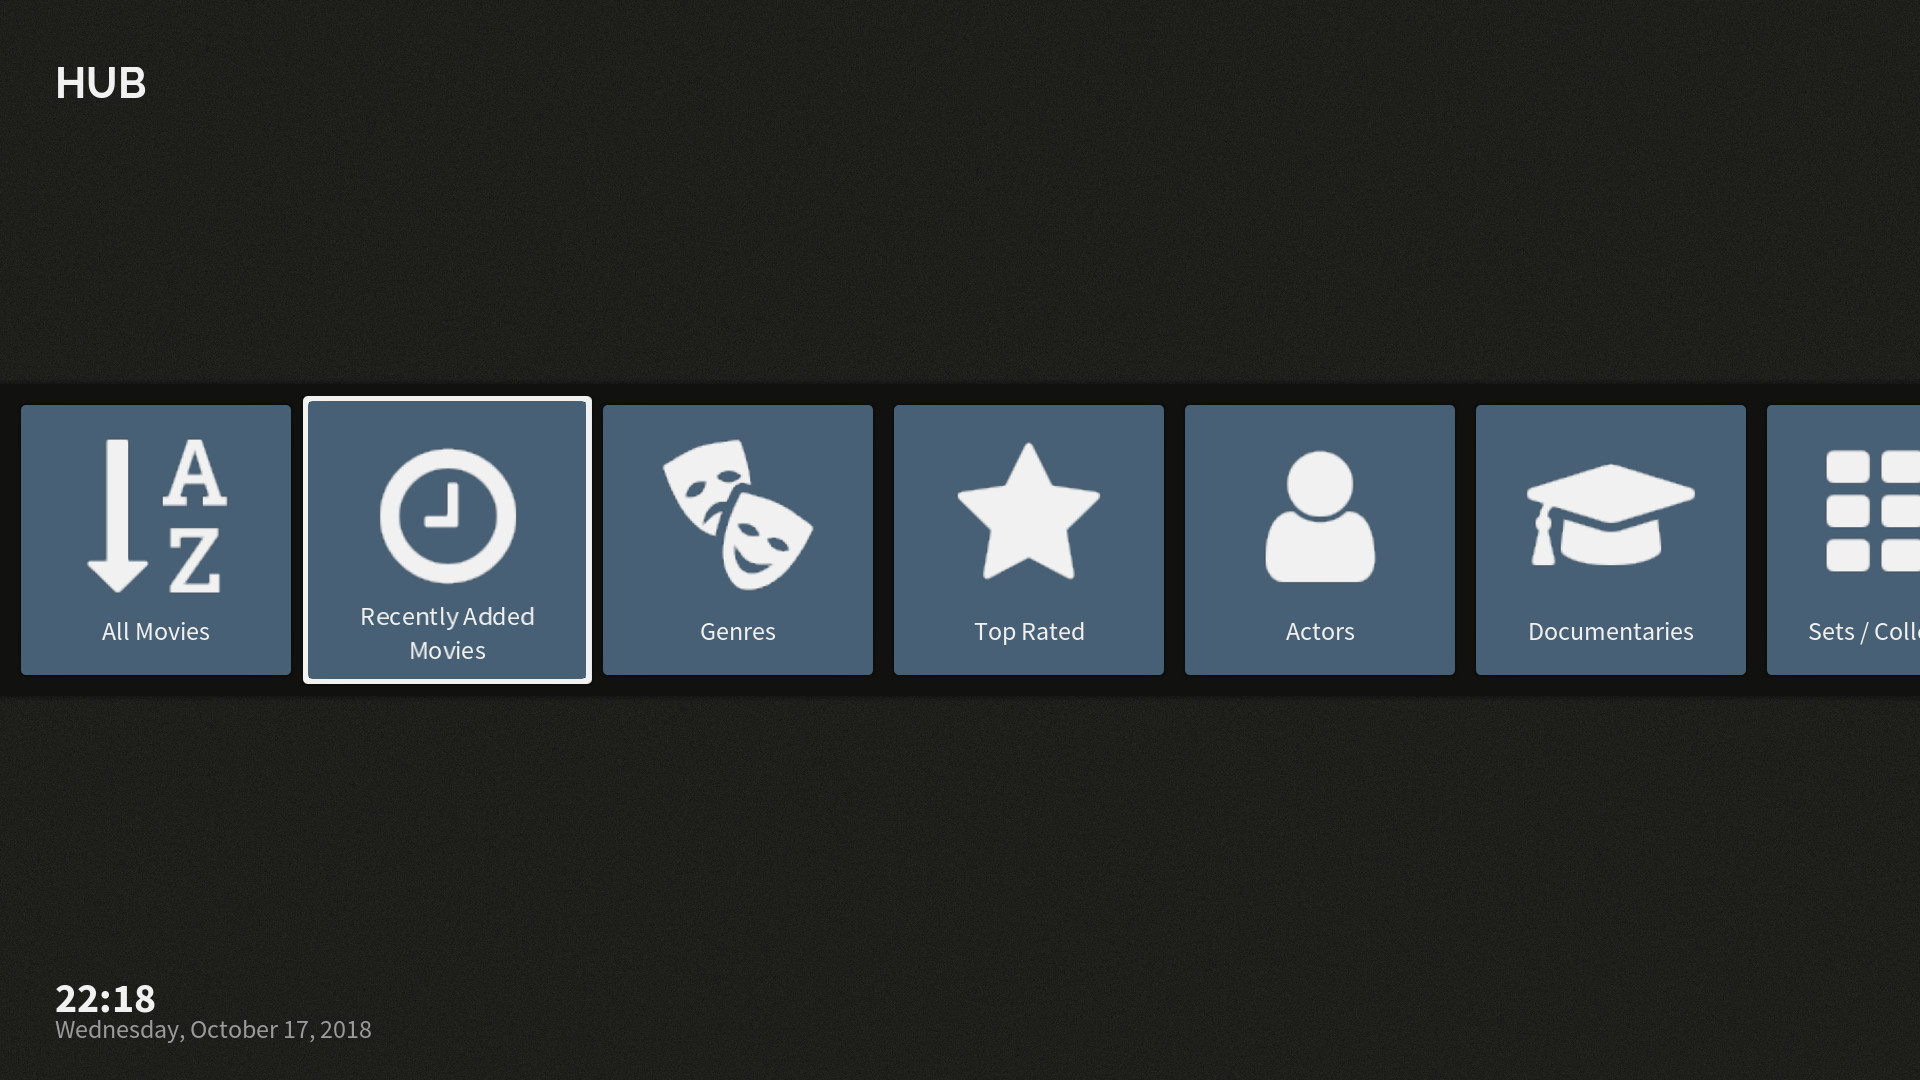 HUB
All Movies
Recently Added
Movies
Genres
Top Rated
Actors
Documentaries
Sets / Coll
22:18
Wednesday, October 17, 2018